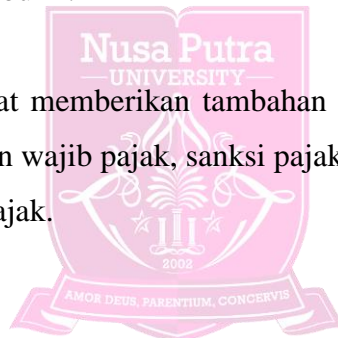 Nusa Putra
UNIVERSITY
at memberikan tambahan
n wajib pajak, sanksi pajak
ajak.
2002
AMOR DEUS, PARENTIUM, CONCERVIS